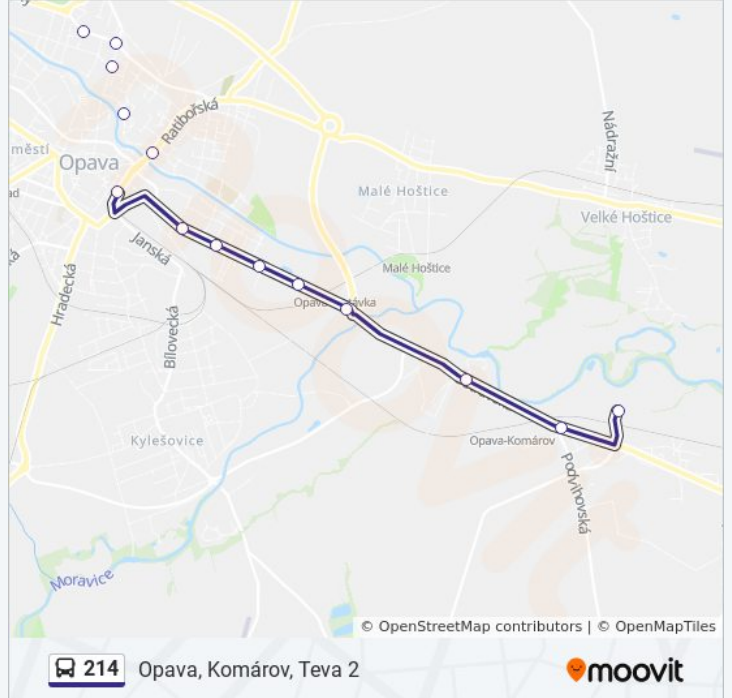 Ratibořská
Nádražní
městí
Opava
Malé Hoštice
ad
Velké Hoštice
Janská
Malé Hoštice
Hradecká
Bílovecká
Kylešovice
Opava-Komárov
Podvihovská
Moravice
© OpenStreetMap contributors | © OpenMapTiles
214 Opava, Komárov, Teva 2 moovit